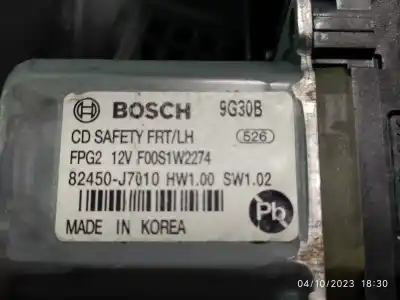 BOSCH 9G30B
CD SAFETY FRT/LH 526
FPG2 12V F00S1W2274
82450-J7010 HW1.00 SW1.02
Pb
MADE IN KOREA
04/10/2023 18:30